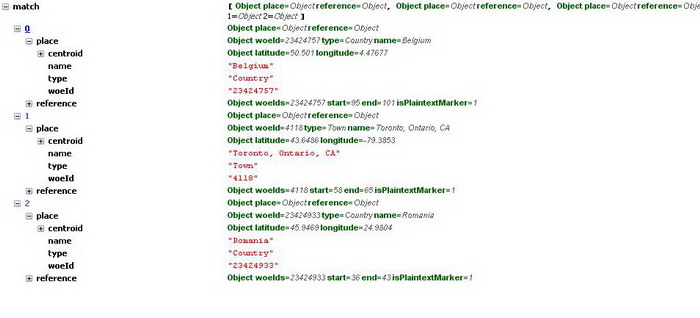 match [ Object place=Object reference=Object, Object place=Object reference=Object, Object place=Object reference=Obje
1=Object 2=Object ]
0 Object place=Object reference=Object
place Object woeId=23424757 type=Country name=Belgium
centroid Object latitude=50.501 longitude=4.47677
name "Belgium"
type "Country"
woeId "23424757"
reference Object woeIds=23424757 start=95 end=101 isPlaintextMarker=1
1 Object place=Object reference=Object
place Object woeId=4118 type=Town name=Toronto, Ontario, CA
centroid Object latitude=43.6486 longitude=-79.3853
name "Toronto, Ontario, CA"
type "Town"
woeId "4118"
reference Object woeIds=4118 start=58 end=65 isPlaintextMarker=1
2 Object place=Object reference=Object
place Object woeId=23424933 type=Country name=Romania
centroid Object latitude=45.9469 longitude=24.9804
name "Romania"
type "Country"
woeId "23424933"
reference Object woeIds=23424933 start=36 end=43 isPlaintextMarker=1